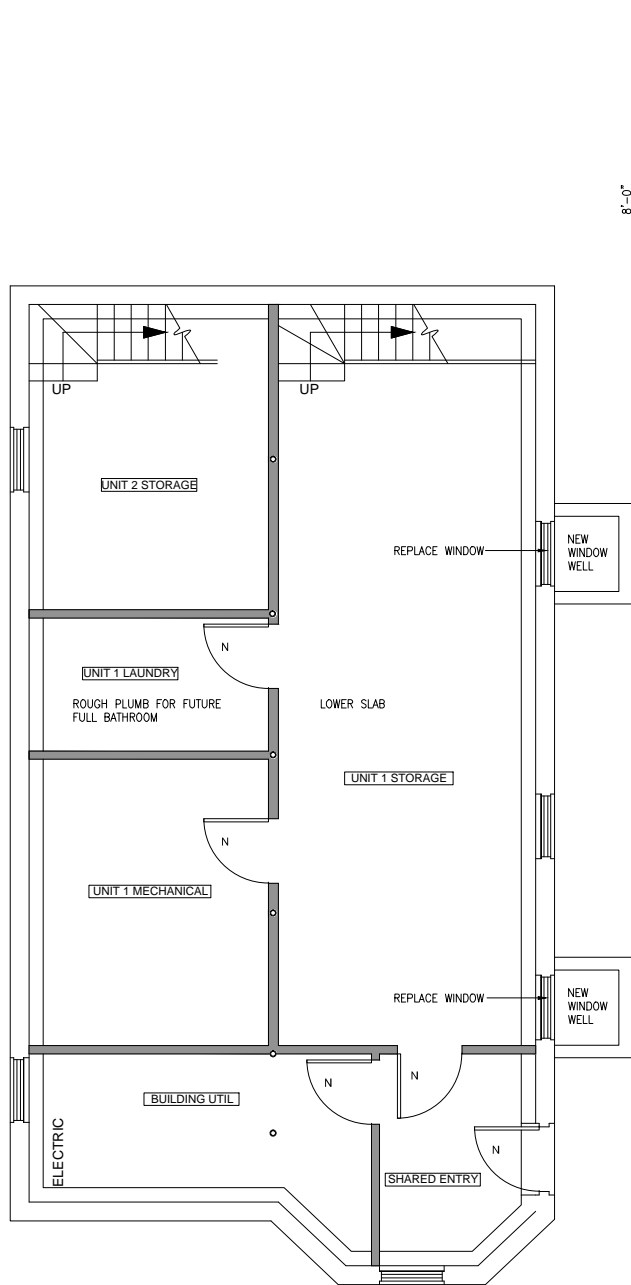 8'-0"
UP
UP
UNIT 2 STORAGE
REPLACE WINDOW
NEW
WINDOW
WELL
N
UNIT 1 LAUNDRY
ROUGH PLUMB FOR FUTURE
FULL BATHROOM
LOWER SLAB
UNIT 1 STORAGE
N
UNIT 1 MECHANICAL
REPLACE WINDOW
NEW
WINDOW
WELL
N
N
BUILDING UTIL
ELECTRIC
N
SHARED ENTRY